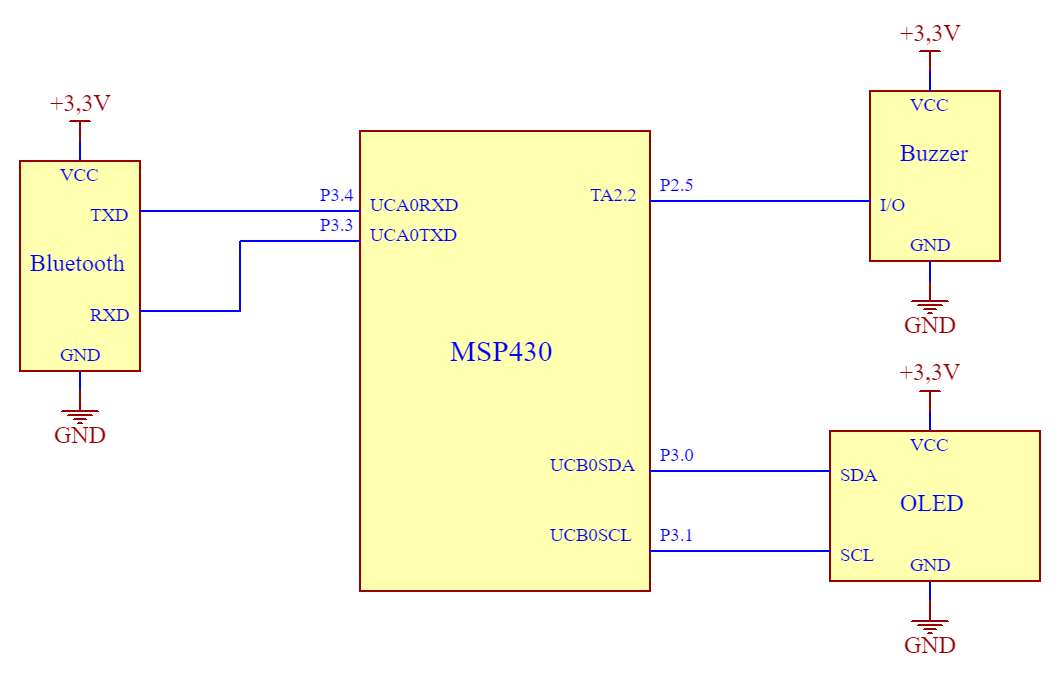 +3,3V
VCC
TXD
Bluetooth
RXD
GND
GND
P3.4
P3.3
UCA0RXD
UCA0TXD
MSP430
TA2.2
P2.5
UCB0SDA
P3.0
UCB0SCL
P3.1
+3,3V
VCC
Buzzer
I/O
GND
GND
+3,3V
VCC
SDA
OLED
SCL
GND
GND